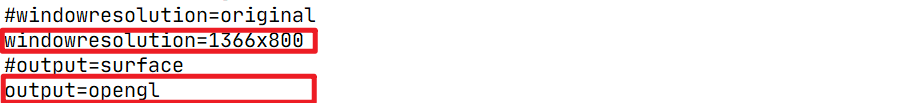 #windowresolution=original
windowresolution=1366x800
#output=surface
output=opengl